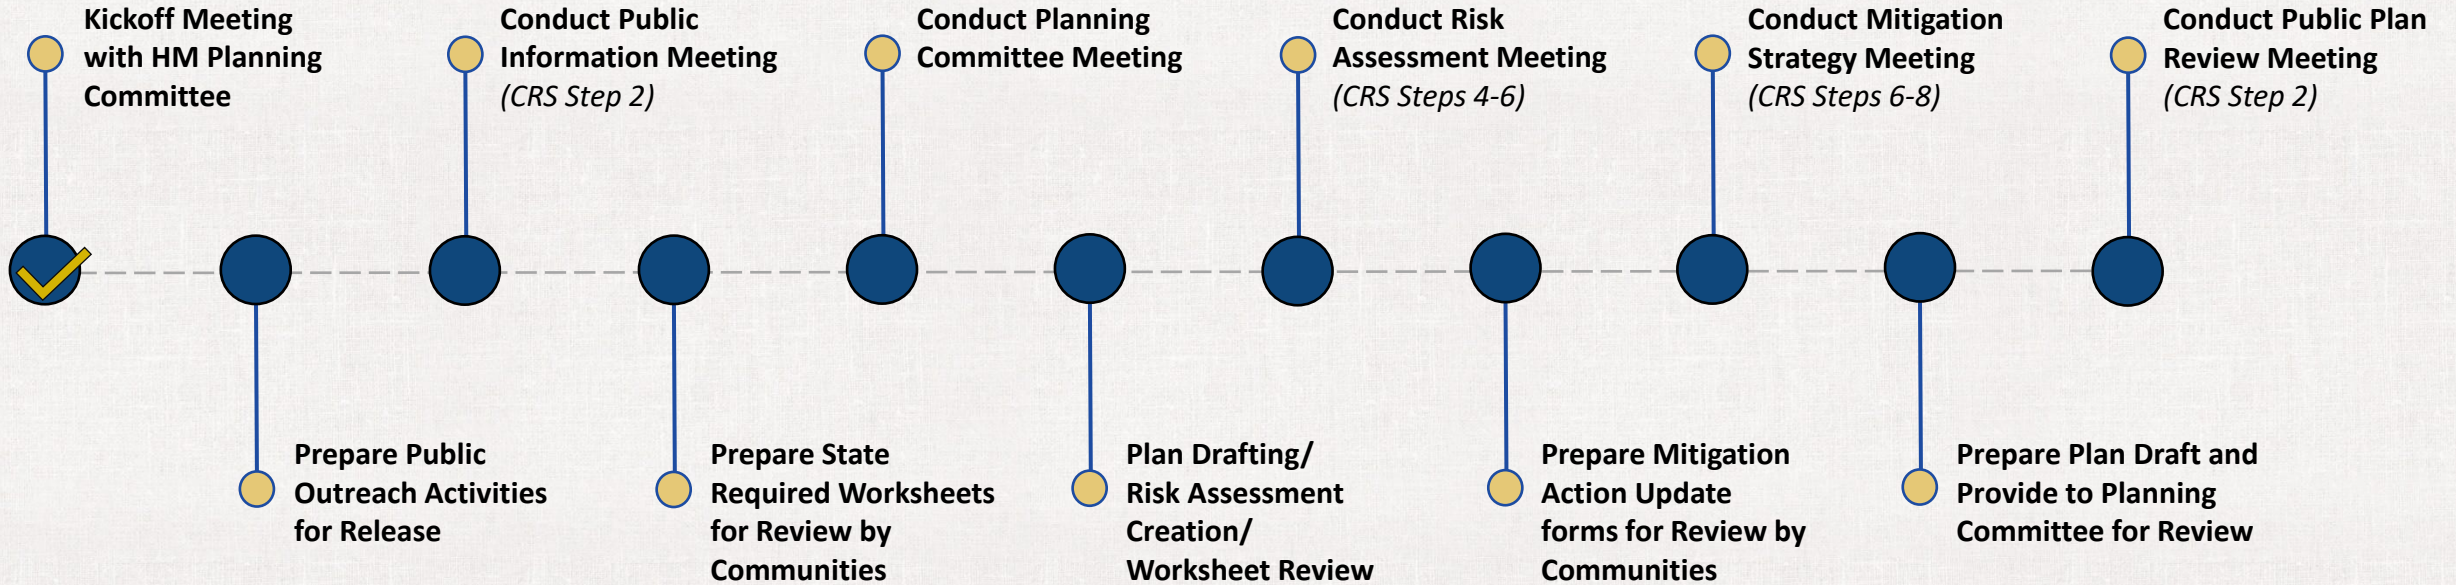 Kickoff Meeting
with HM Planning
Committee
Conduct Public
Information Meeting
(CRS Step 2)
Conduct Planning
Committee Meeting
Conduct Risk
Assessment Meeting
(CRS Steps 4-6)
Conduct Mitigation
Strategy Meeting
(CRS Steps 6-8)
Conduct Public Plan
Review Meeting
(CRS Step 2)
Prepare Public
Outreach Activities
for Release
Prepare State
Required Worksheets
for Review by
Communities
Plan Drafting/
Risk Assessment
Creation/
Worksheet Review
Prepare Mitigation
Action Update
forms for Review by
Communities
Prepare Plan Draft and
Provide to Planning
Committee for Review